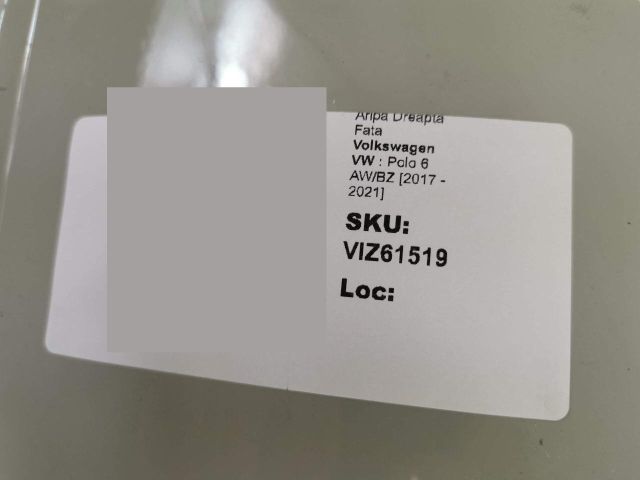 Aripa Dreapta
Fata
Volkswagen
VW : Polo 6
AW/BZ [2017 -
2021]
SKU:
VIZ61519
Loc: